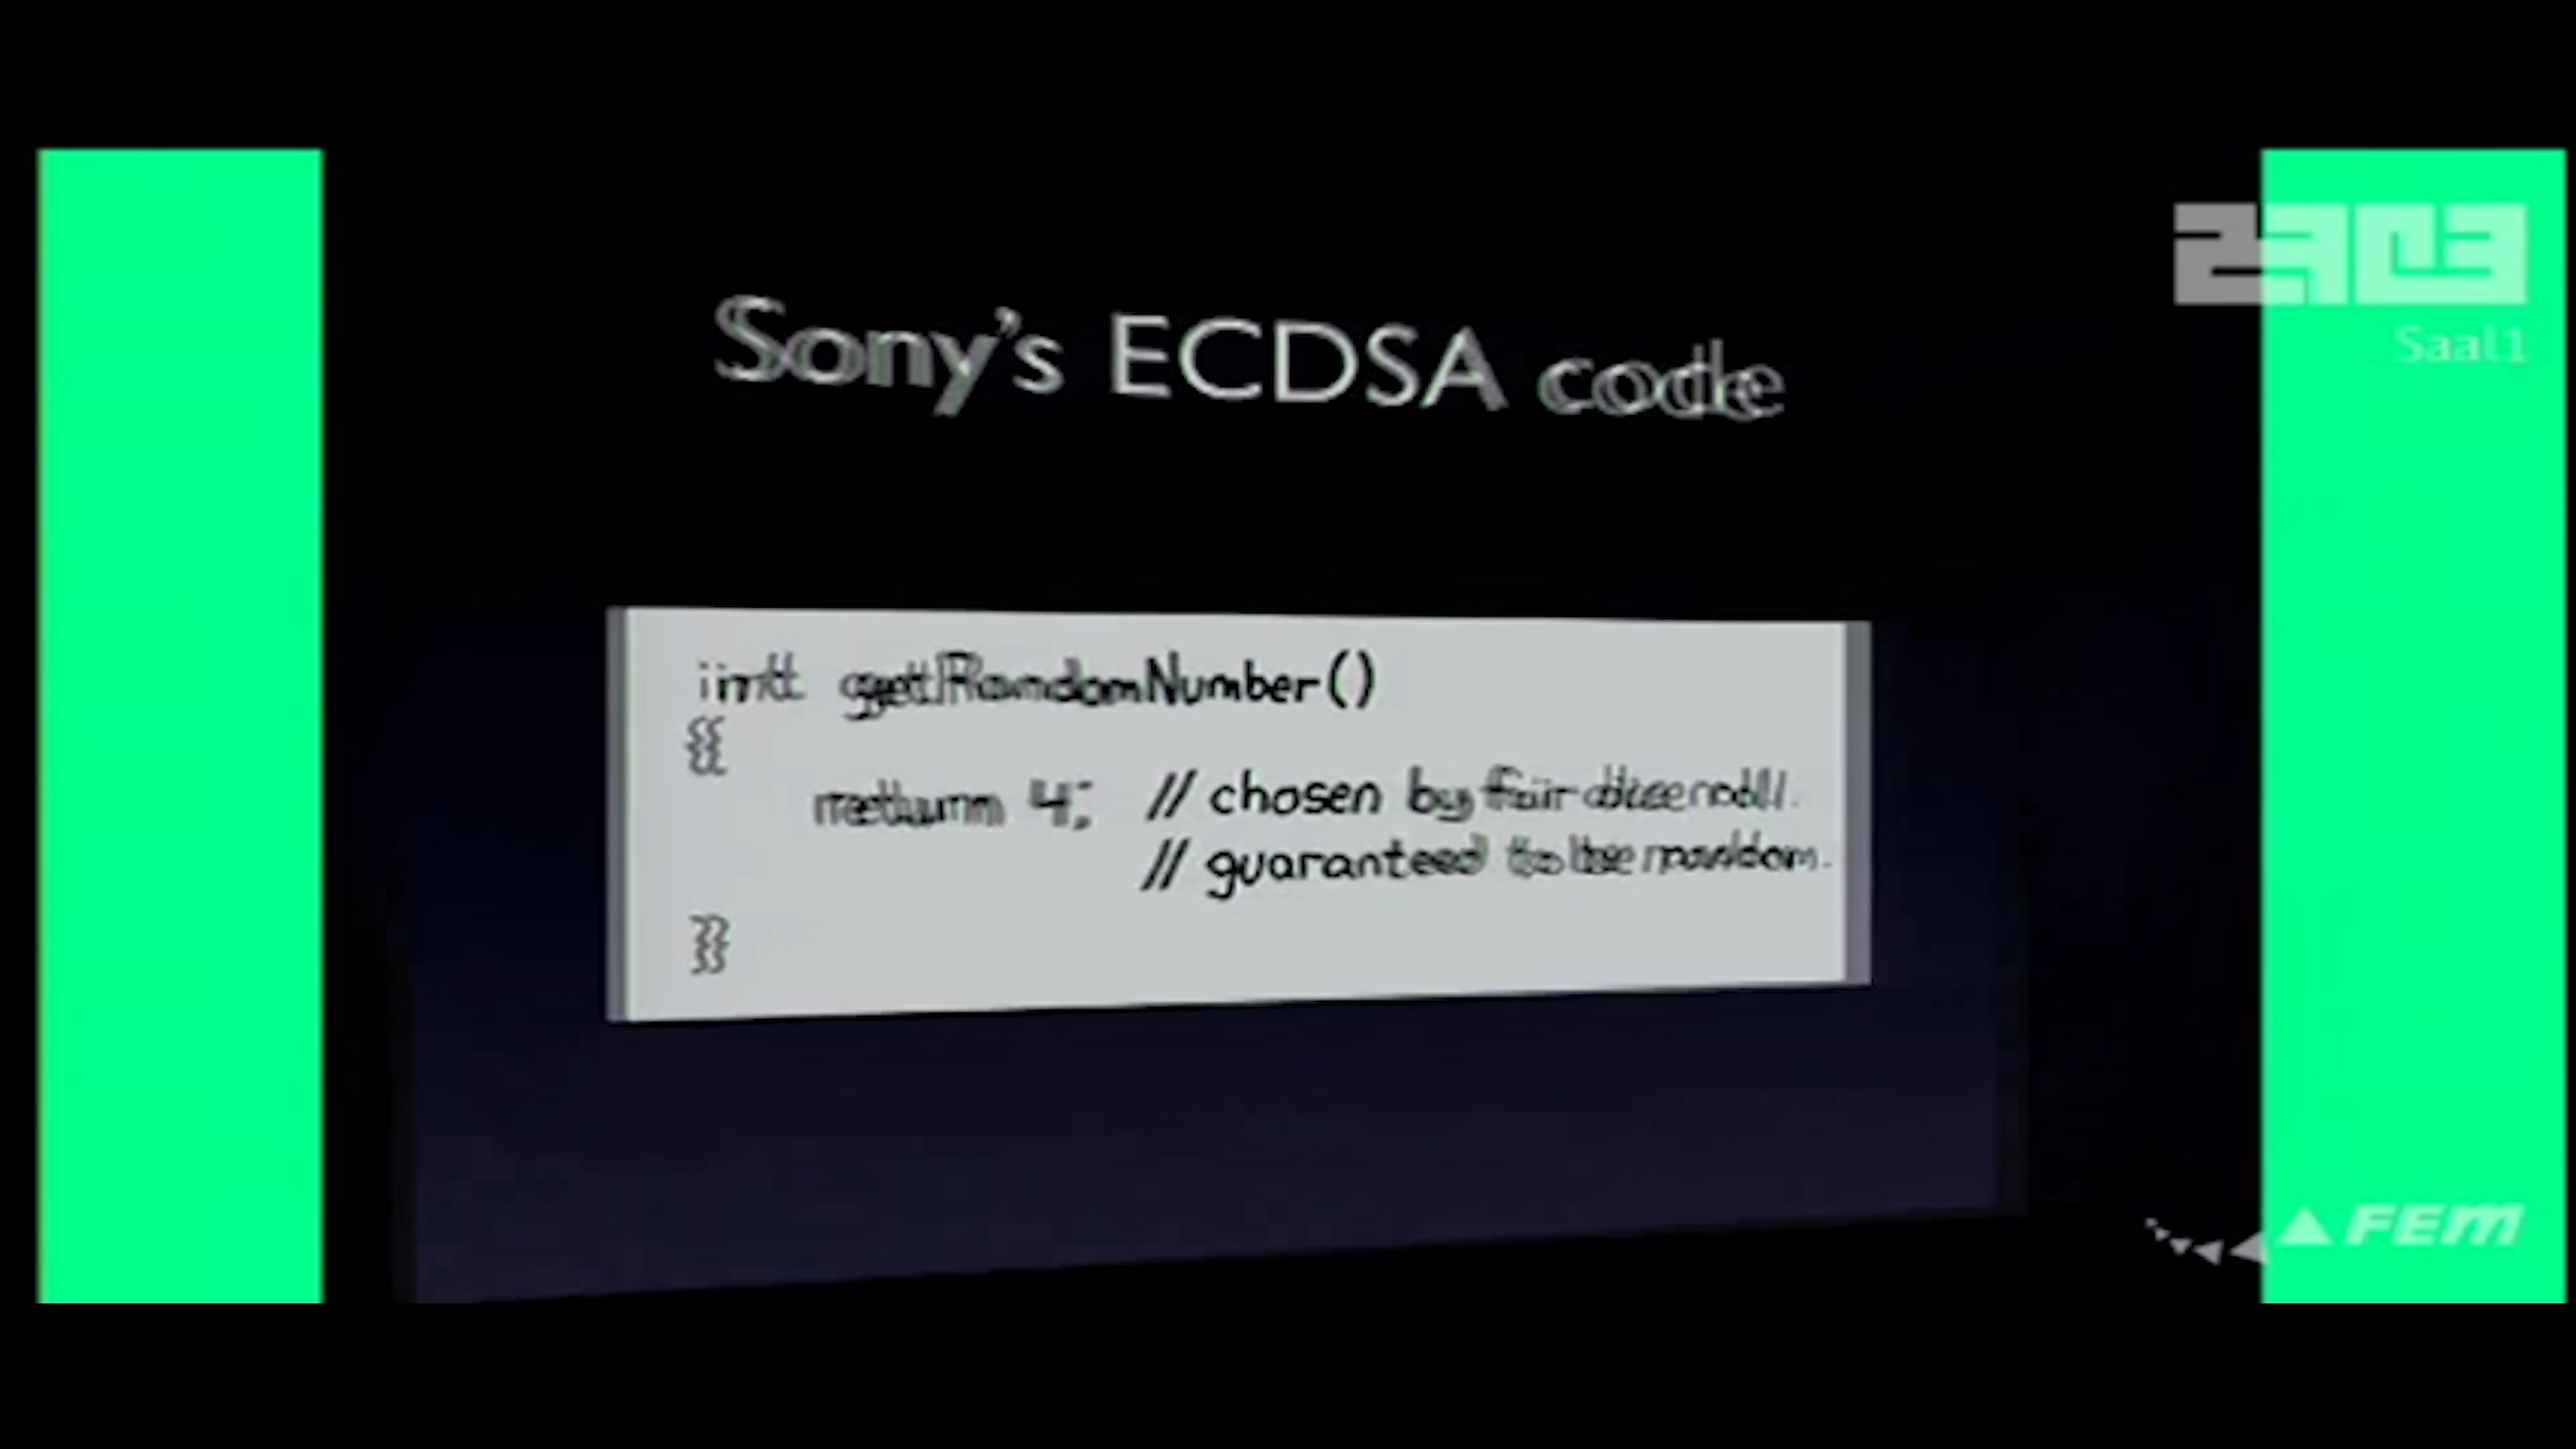 Sony's ECDSA code
int getRandomNumber()
{
return 4; // chosen by fair dice roll.
// guaranteed to be random.
}
27C3
Saal1
FEM